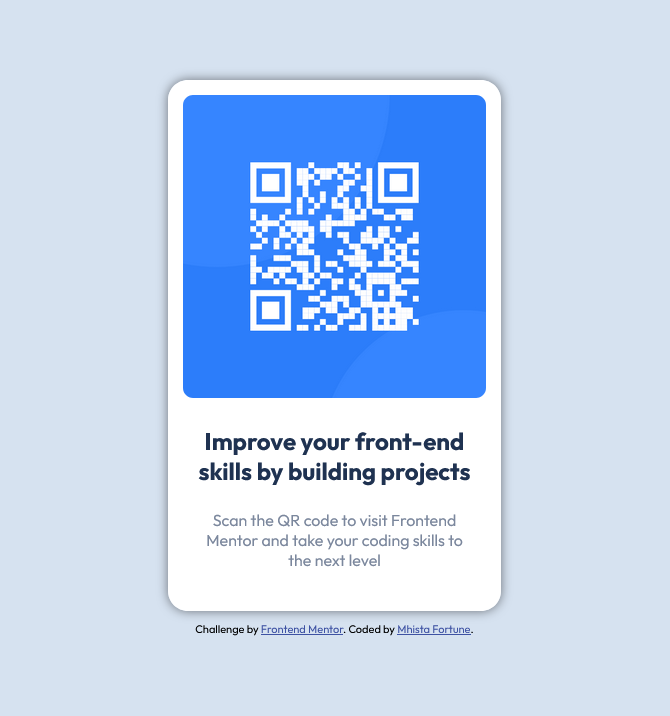 Improve your front-end
skills by building projects
Scan the QR code to visit Frontend
Mentor and take your coding skills to
the next level
Challenge by Frontend Mentor. Coded by Mhista Fortune.